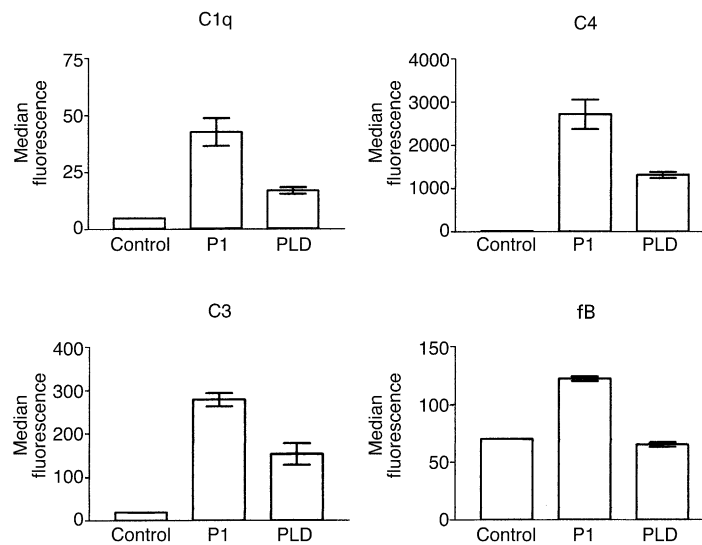 C1q
75
50
25
0
Median
fluorescence
Control P1 PLD
C4
4000
3000
2000
1000
0
Median
fluorescence
Control P1 PLD
C3
400
300
200
100
0
Median
fluorescence
Control P1 PLD
fB
150
100
50
0
Median
fluorescence
Control P1 PLD